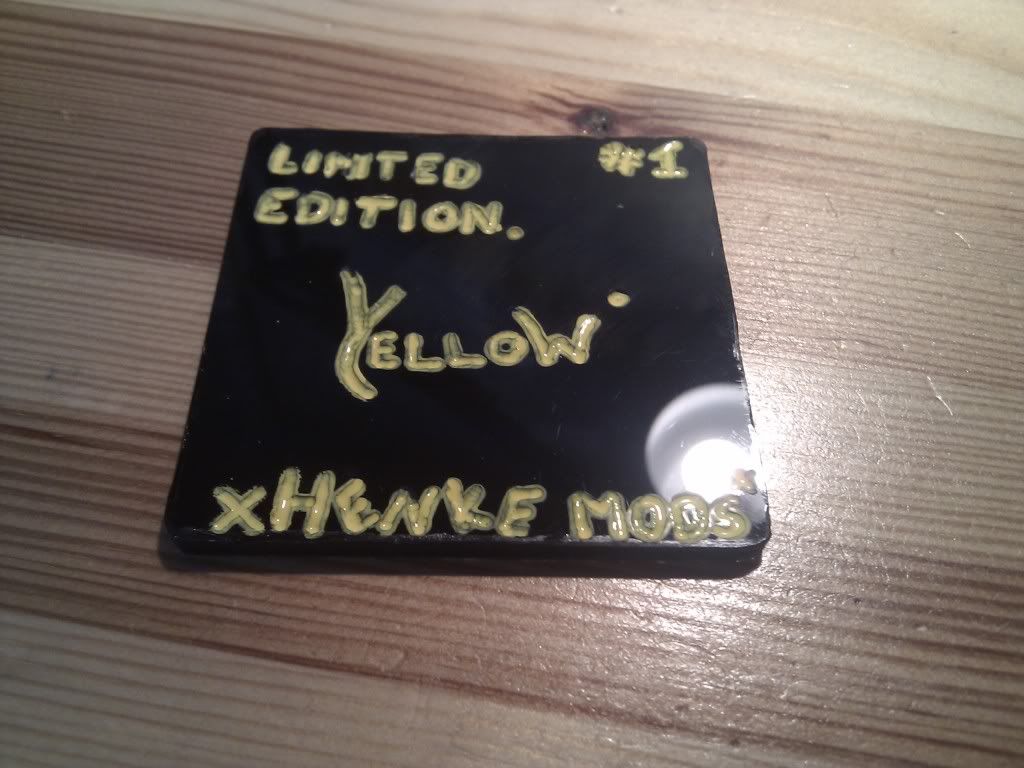 LIMITED #1
EDITION.
YELLOW
xHENKE MODS